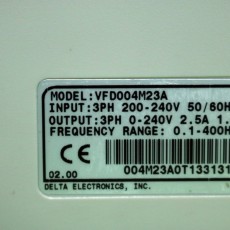 MODEL:VFD004M23A
INPUT:3PH 200-240V 50/60H
OUTPUT:3PH 0-240V 2.5A 1.
FREQUENCY RANGE: 0.1-400H
CE
004M23A0T133131
02.00
DELTA ELECTRONICS, INC.